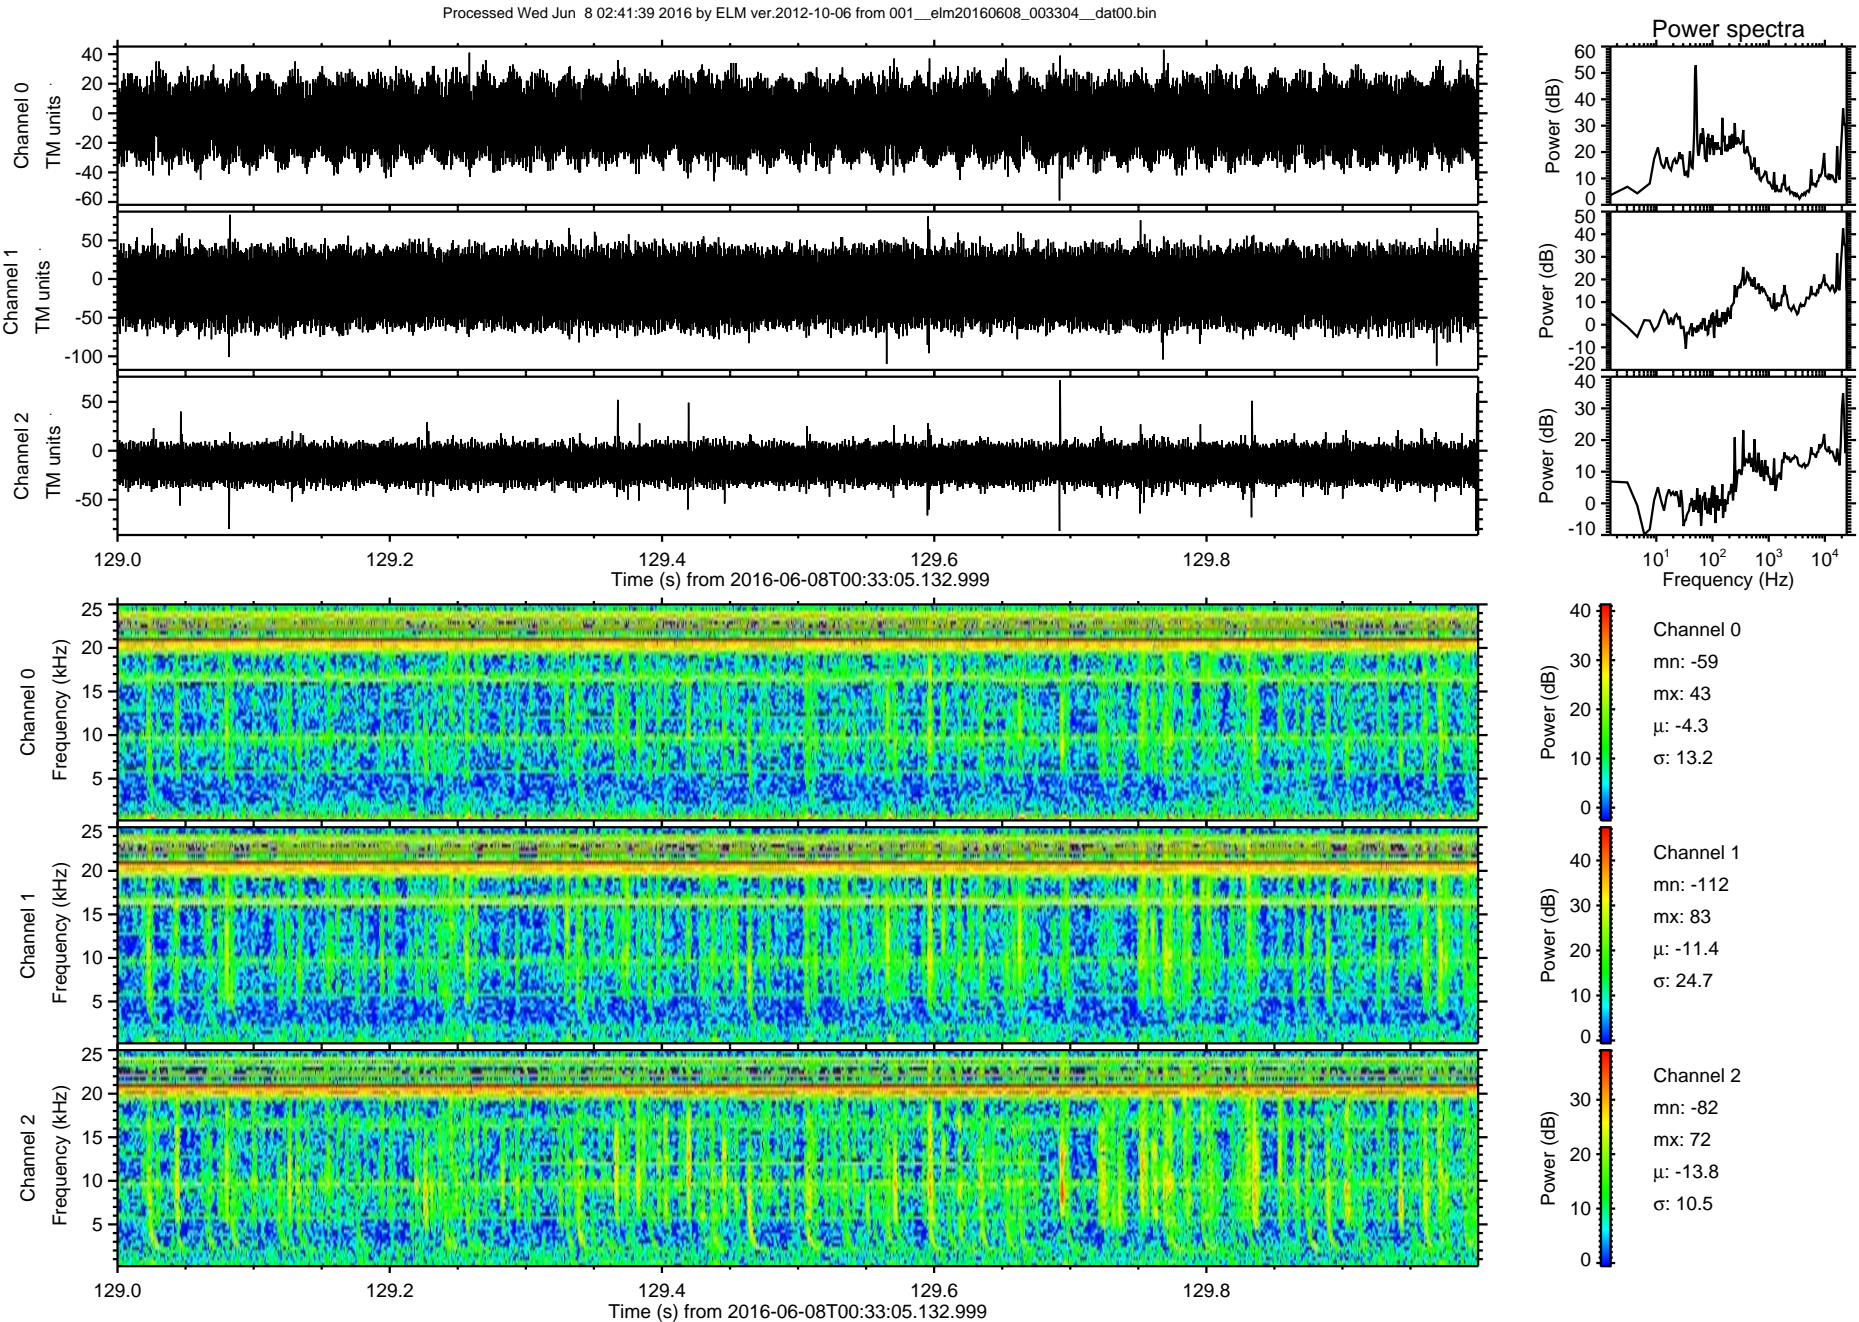 Processed Wed Jun  8 02:41:39 2016 by ELM ver.2012-10-06 from 001__elm20160608_003304__dat00.bin
Power spectra
Channel 0
TM units
40
20
0
-20
-40
-60
Power (dB)
60
50
40
30
20
10
0
Channel 1
TM units
50
0
-50
-100
Power (dB)
50
40
30
20
10
0
-10
-20
Channel 2
TM units
50
0
-50
Power (dB)
40
30
20
10
0
-10
129.0 129.2 129.4 129.6 129.8
Time (s) from 2016-06-08T00:33:05.132.999
10^1 10^2 10^3 10^4
Frequency (Hz)
Channel 0
Frequency (kHz)
25
20
15
10
5
Power (dB)
40
30
20
10
0
Channel 0
mn: -59
mx: 43
μ: -4.3
σ: 13.2
Channel 1
Frequency (kHz)
25
20
15
10
5
Power (dB)
40
30
20
10
0
Channel 1
mn: -112
mx: 83
μ: -11.4
σ: 24.7
Channel 2
Frequency (kHz)
25
20
15
10
5
Power (dB)
30
20
10
0
Channel 2
mn: -82
mx: 72
μ: -13.8
σ: 10.5
129.0 129.2 129.4 129.6 129.8
Time (s) from 2016-06-08T00:33:05.132.999